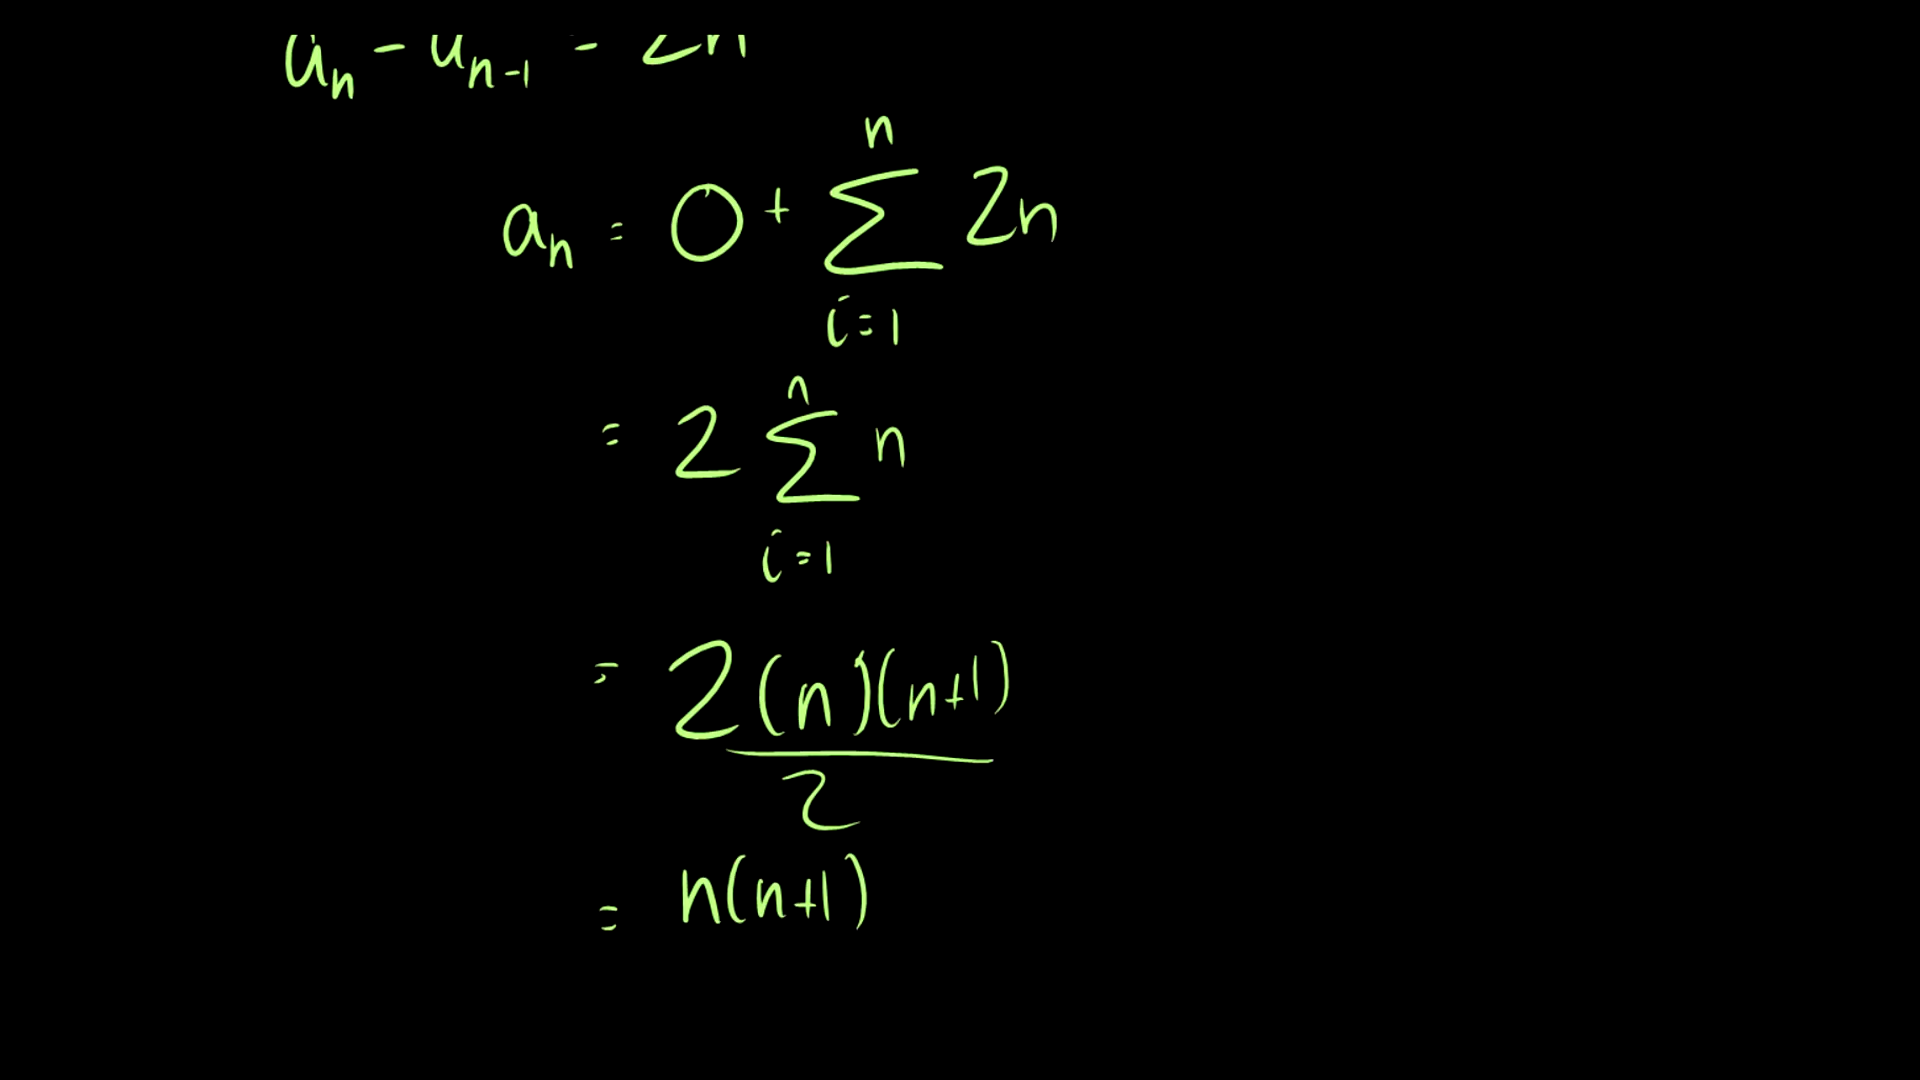 aₙ - aₙ₋₁ = 2n
aₙ = 0 + ∑ᵢ₌₁ⁿ 2n
= 2 ∑ᵢ₌₁ⁿ n
= 2(n)(n+1) / 2
= n(n+1)